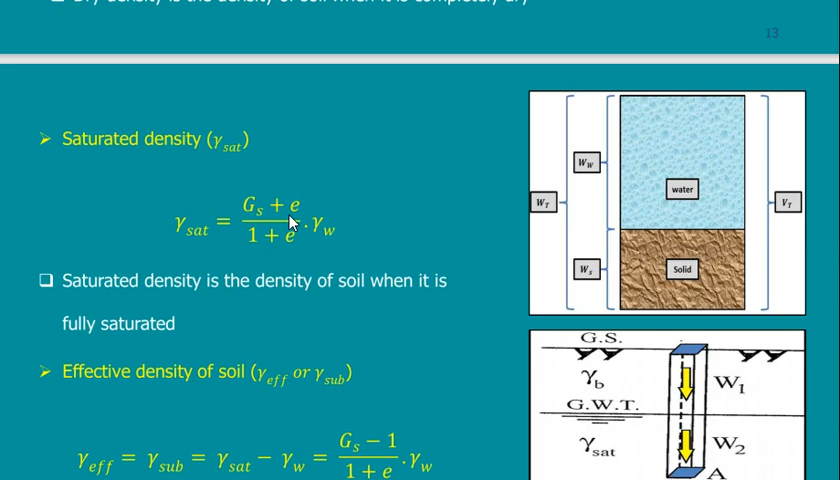 ❑ Dry density is the density of soil when it is completely dry
13
➢ Saturated density (γ_sat)
γ_sat = (G_s + e)/(1 + e) . γ_w
❑ Saturated density is the density of soil when it is
fully saturated
➢ Effective density of soil (γ_eff or γ_sub)
γ_eff = γ_sub = γ_sat − γ_w = (G_s − 1)/(1 + e) . γ_w
W_W
water
W_T
V_T
W_s
Solid
G.S.
γ_b
W_1
G.W.T.
γ_sat
W_2
A